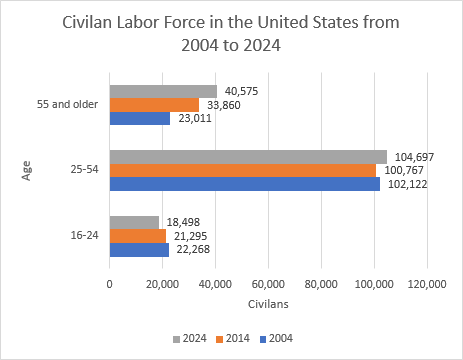 Civilan Labor Force in the United States from
2004 to 2024
55 and older
40,575
33,860
23,011
Age
25-54
104,697
100,767
102,122
16-24
18,498
21,295
22,268
0 20,000 40,000 60,000 80,000 100,000 120,000
Civilans
2024 2014 2004